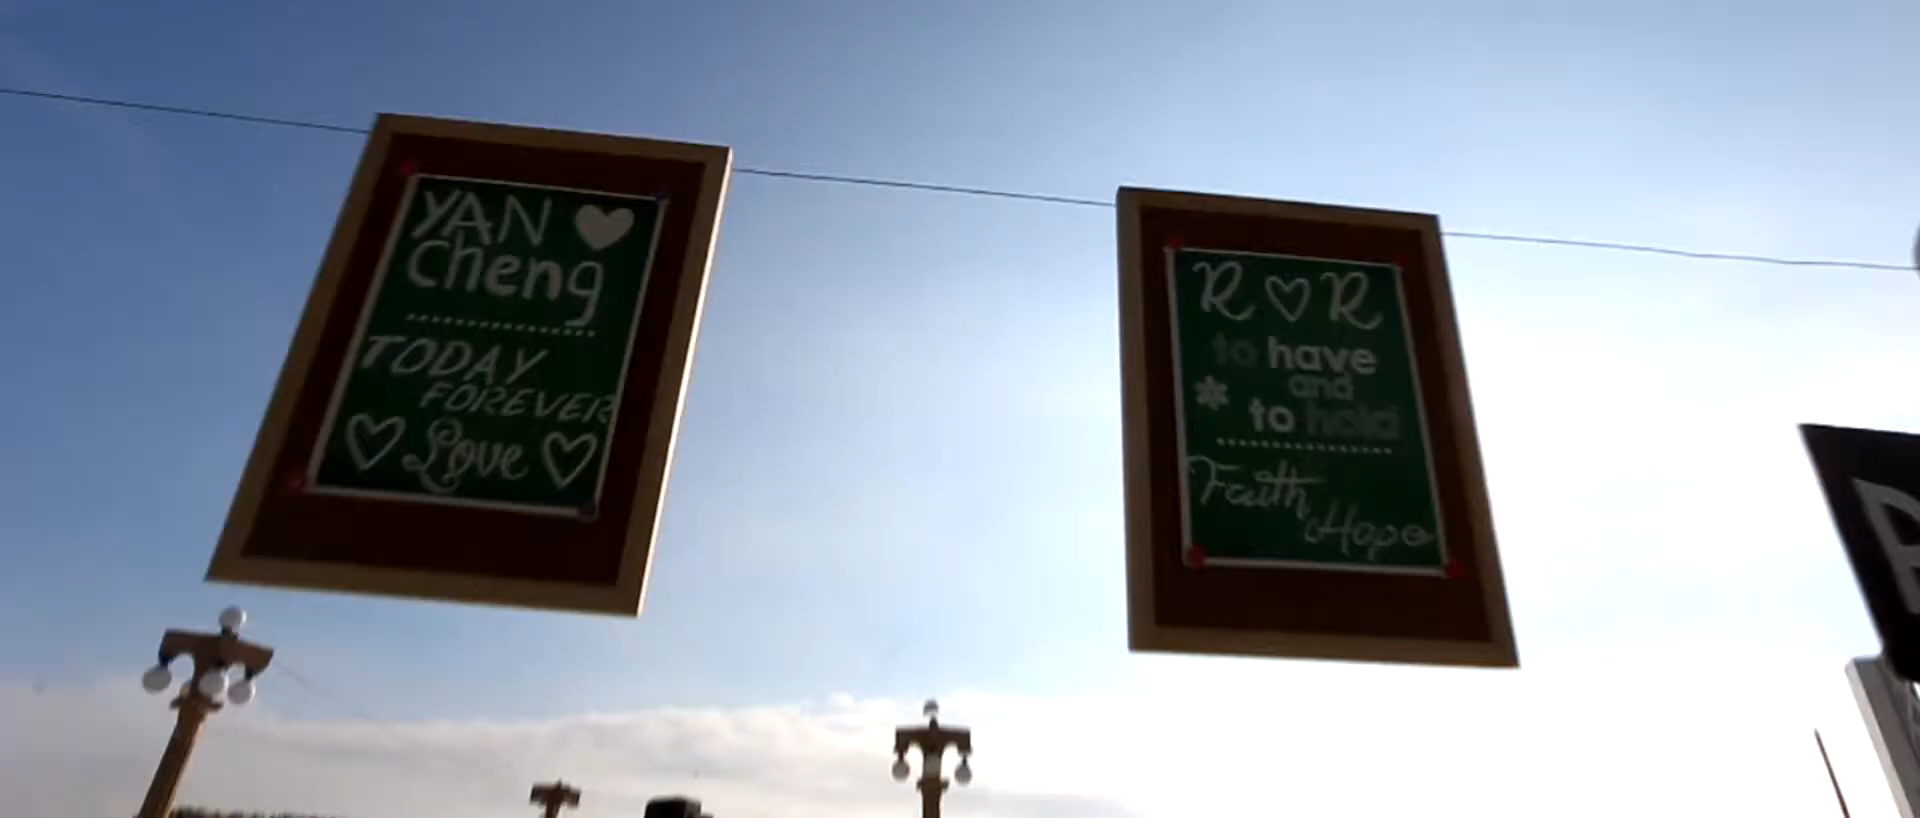 YAN
Cheng
TODAY
FOREVER
Love
R R
to have
and
to hold
Faith
Hope